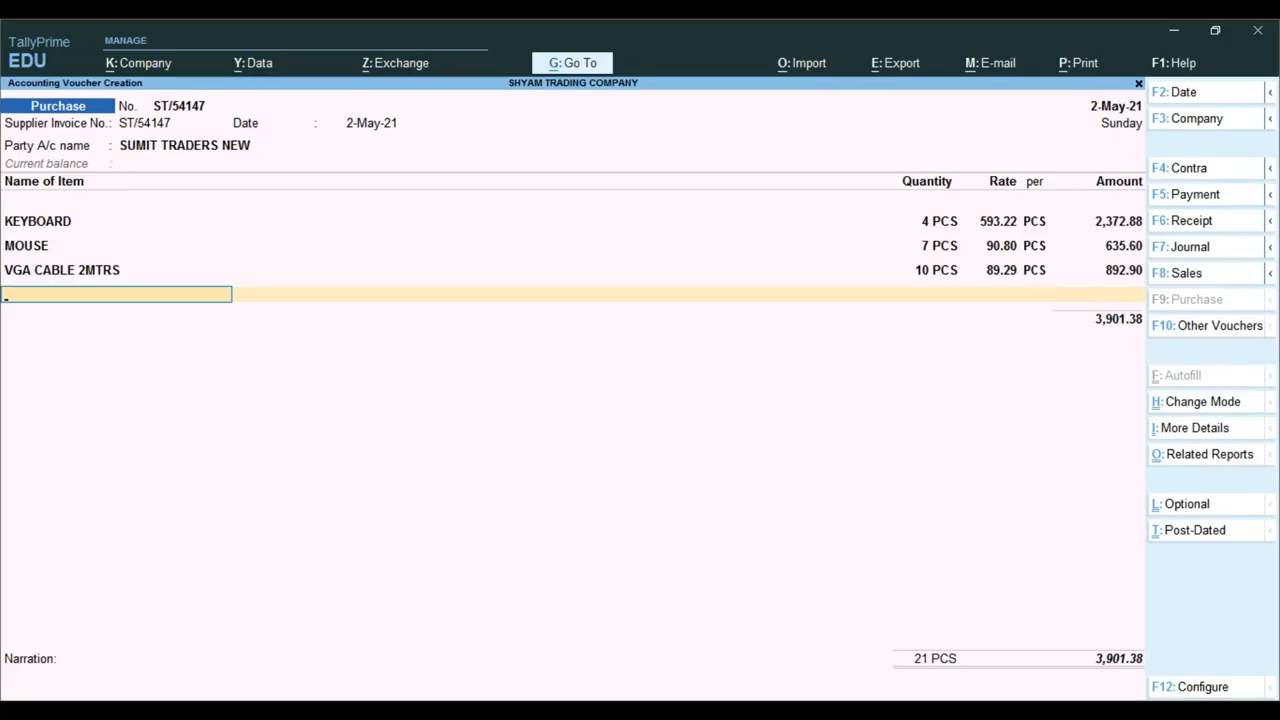 TallyPrime
EDU
MANAGE
K: Company Y: Data Z: Exchange G: Go To O: Import E: Export M: E-mail P: Print F1: Help
Accounting Voucher Creation SHYAM TRADING COMPANY ×
Purchase No. ST/54147 2-May-21
Supplier Invoice No.: ST/54147 Date : 2-May-21 Sunday
Party A/c name : SUMIT TRADERS NEW
Current balance :
Name of Item Quantity Rate per Amount
KEYBOARD 4 PCS 593.22 PCS 2,372.88
MOUSE 7 PCS 90.80 PCS 635.60
VGA CABLE 2MTRS 10 PCS 89.29 PCS 892.90
3,901.38
Narration: 21 PCS 3,901.38
F2: Date
F3: Company
F4: Contra
F5: Payment
F6: Receipt
F7: Journal
F8: Sales
F9: Purchase
F10: Other Vouchers
F: Autofill
H: Change Mode
I: More Details
O: Related Reports
L: Optional
T: Post-Dated
F12: Configure